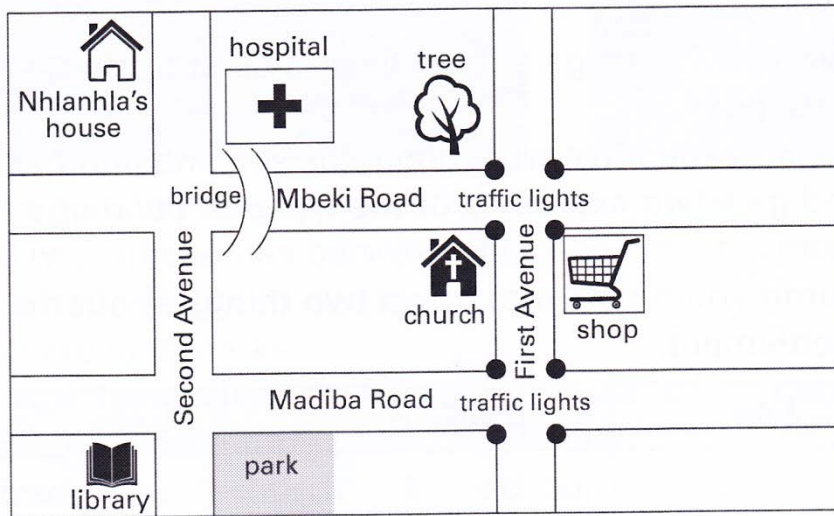 hospital
tree
Nhlanhla's
house
bridge
Mbeki Road
traffic lights
Second Avenue
First Avenue
church
shop
Madiba Road
traffic lights
park
library